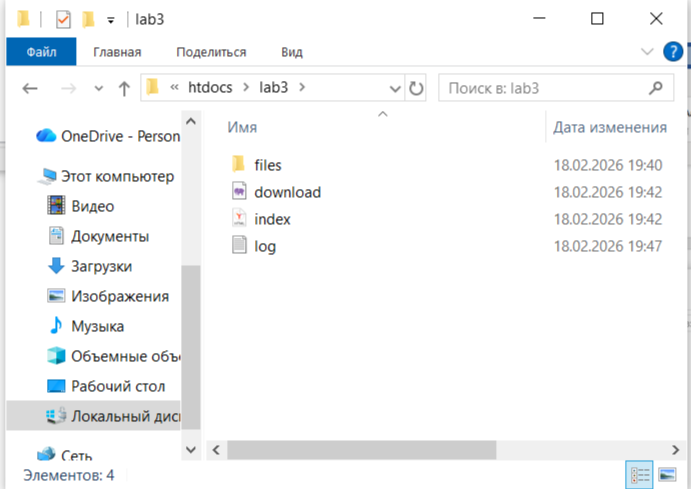 lab3
Файл Главная Поделиться Вид
« htdocs lab3 Поиск в: lab3
Имя Дата изменения
OneDrive - Person
Этот компьютер
Видео
Документы
Загрузки
Изображения
Музыка
Объемные объ
Рабочий стол
Локальный дис
Сеть
files 18.02.2026 19:40
download 18.02.2026 19:42
index 18.02.2026 19:42
log 18.02.2026 19:47
Элементов: 4